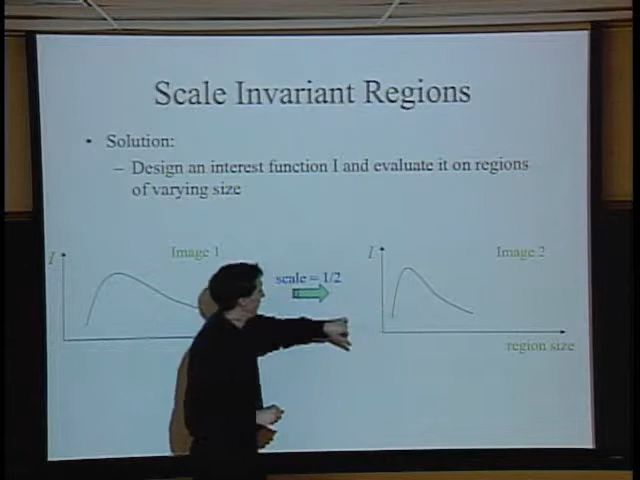 Scale Invariant Regions
• Solution:
– Design an interest function I and evaluate it on regions
of varying size
I
Image 1
scale = 1/2
I
Image 2
region size